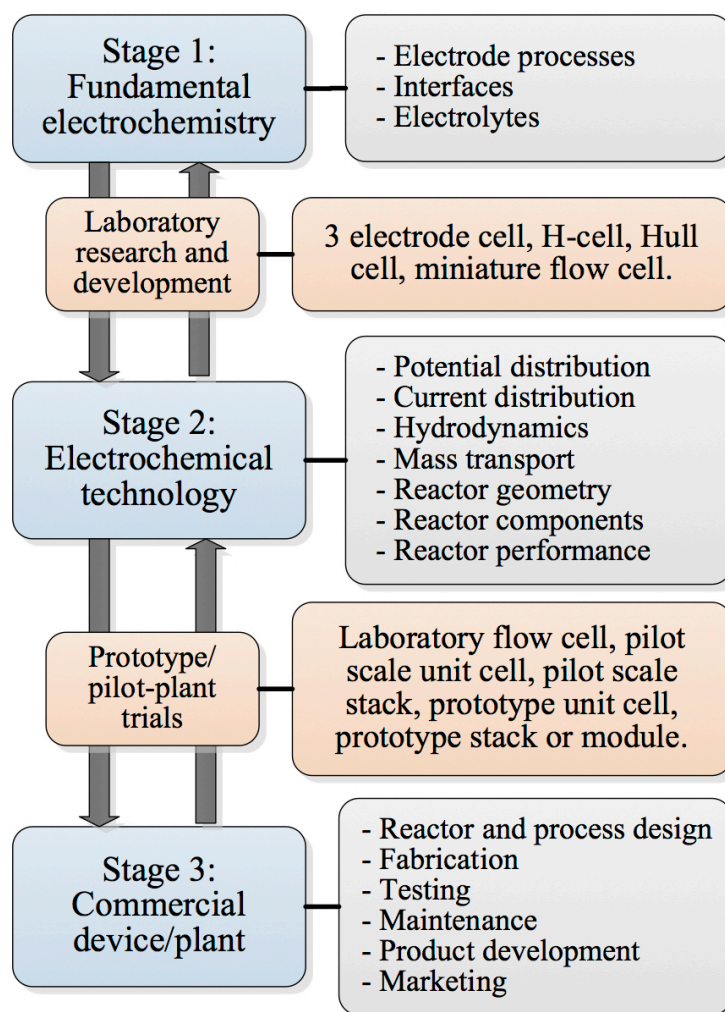 Stage 1:
Fundamental
electrochemistry
- Electrode processes
- Interfaces
- Electrolytes
Laboratory
research and
development
3 electrode cell, H-cell, Hull
cell, miniature flow cell.
Stage 2:
Electrochemical
technology
- Potential distribution
- Current distribution
- Hydrodynamics
- Mass transport
- Reactor geometry
- Reactor components
- Reactor performance
Prototype/
pilot-plant
trials
Laboratory flow cell, pilot
scale unit cell, pilot scale
stack, prototype unit cell,
prototype stack or module.
Stage 3:
Commercial
device/plant
- Reactor and process design
- Fabrication
- Testing
- Maintenance
- Product development
- Marketing